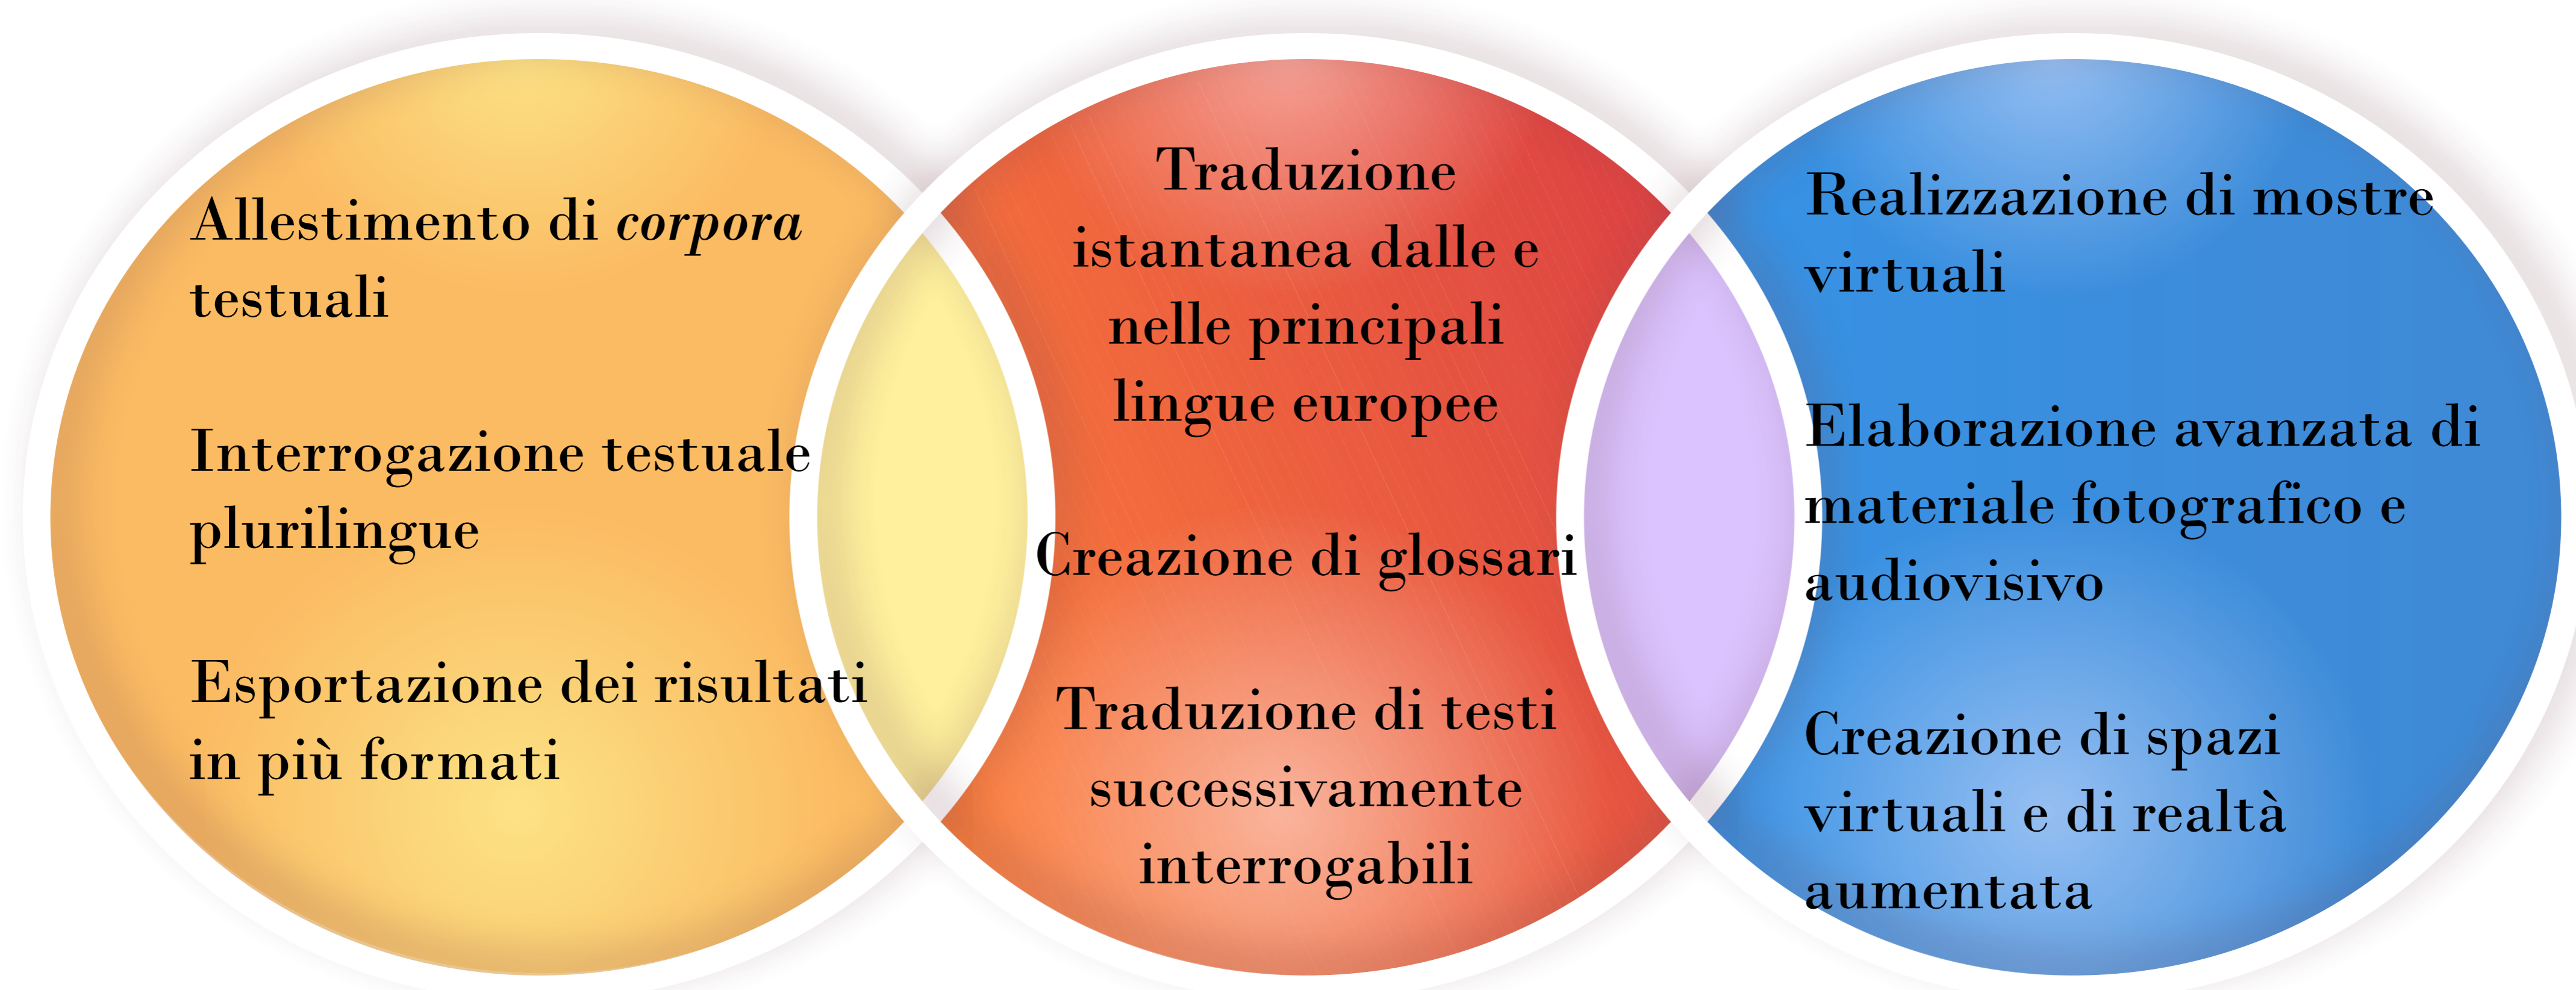 Allestimento di corpora
testuali
Interrogazione testuale
plurilingue
Esportazione dei risultati
in più formati
Traduzione
istantanea dalle e
nelle principali
lingue europee
Creazione di glossari
Traduzione di testi
successivamente
interrogabili
Realizzazione di mostre
virtuali
Elaborazione avanzata di
materiale fotografico e
audiovisivo
Creazione di spazi
virtuali e di realtà
aumentata